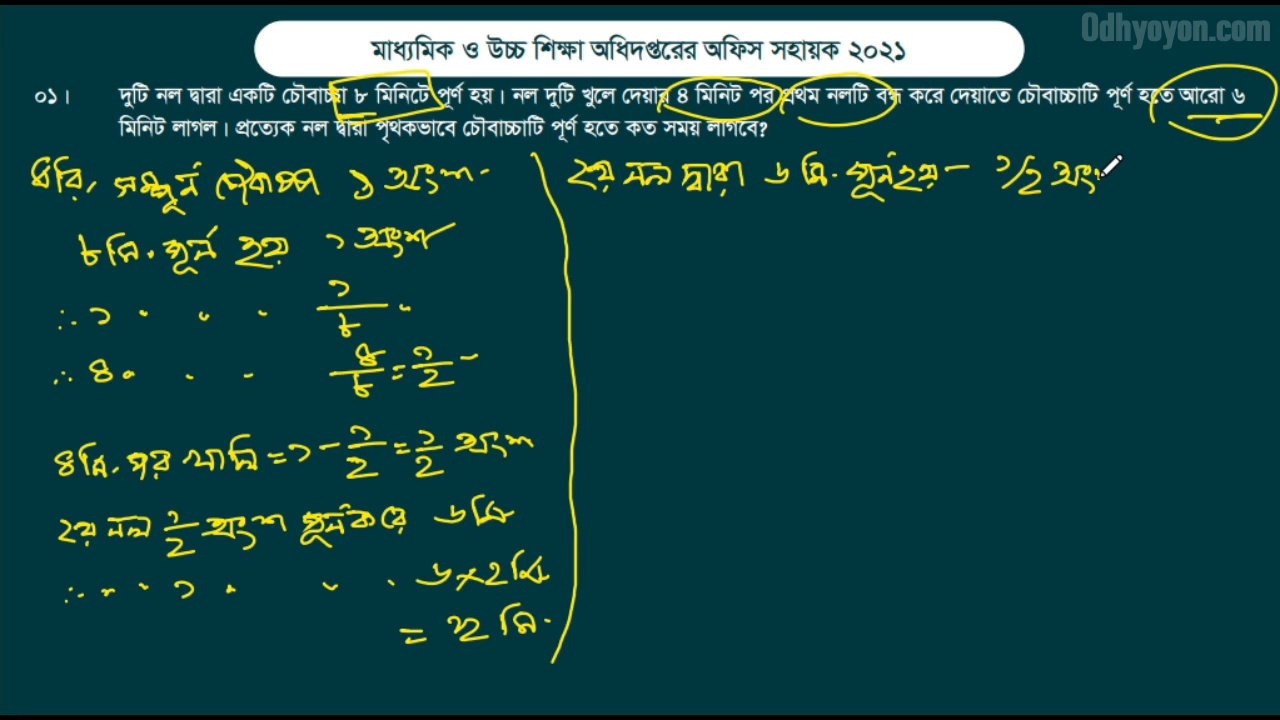 Odhyoyon.com
মাধ্যমিক ও উচ্চ শিক্ষা অধিদপ্তরের অফিস সহায়ক ২০২১
০১। দুটি নল দ্বারা একটি চৌবাচ্চা ৮ মিনিটে পূর্ণ হয়। নল দুটি খুলে দেয়ার ৪ মিনিট পর প্রথম নলটি বন্ধ করে দেয়াতে চৌবাচ্চাটি পূর্ণ হতে আরো ৬
মিনিট লাগল। প্রত্যেক নল দ্বারা পৃথকভাবে চৌবাচ্চাটি পূর্ণ হতে কত সময় লাগবে?
ধরি, সম্পূর্ন চৌবাচ্চা ১ অংশ
৮মি. পূর্ন হয় ১ অংশ
∴ ১ " " " ১/৮ "
∴ ৪ " " " ৪/৮ = ১/২ "
৪মি. পর খালি = ১ - ১/২ = ১/২ অংশ
২য় নল ১/২ অংশ পূর্নকরে ৬মি
∴ " " ১ " " " ৬×২মি
= ১২ মি.
২য় নল দ্বারা ৬ মি. পূর্নহয় - ১/২ অংশ